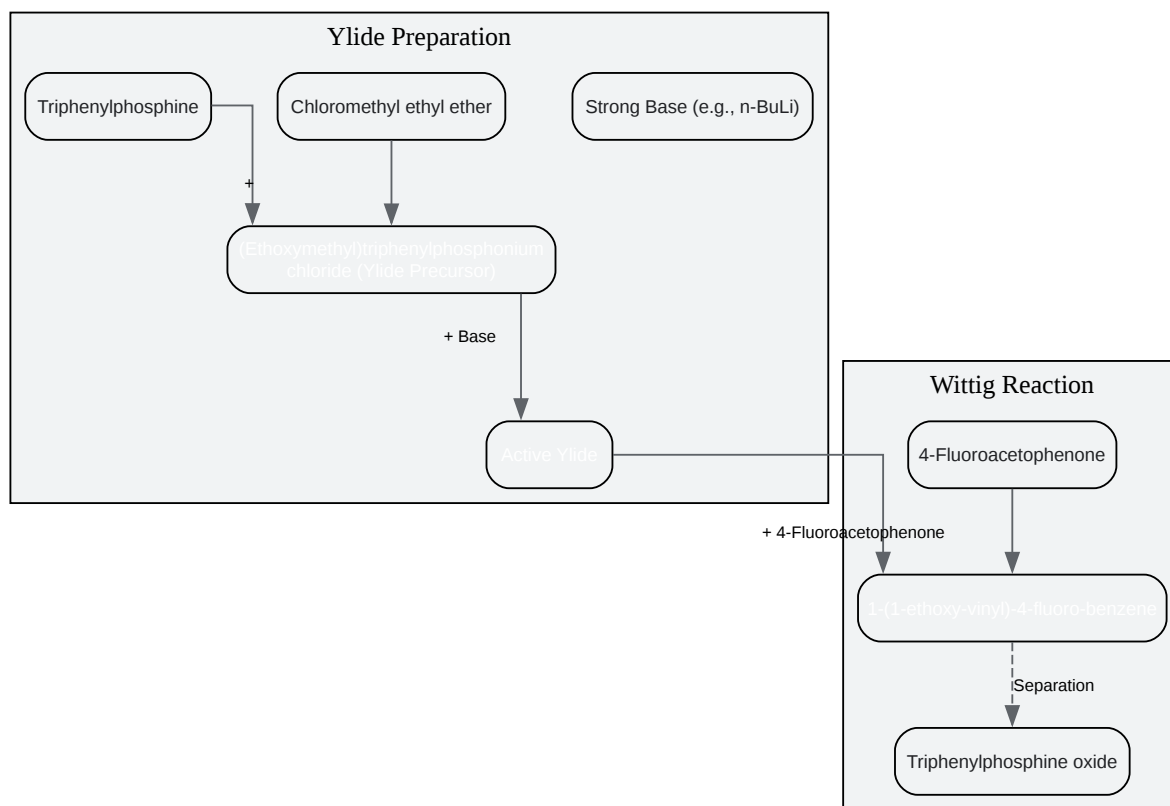 Ylide Preparation
Triphenylphosphine
Chloromethyl ethyl ether
Strong Base (e.g., n-BuLi)
+
(Ethoxymethyl)triphenylphosphonium
chloride (Ylide Precursor)
+ Base
Active Ylide
Wittig Reaction
4-Fluoroacetophenone
+ 4-Fluoroacetophenone
1-(1-ethoxy-vinyl)-4-fluoro-benzene
Separation
Triphenylphosphine oxide